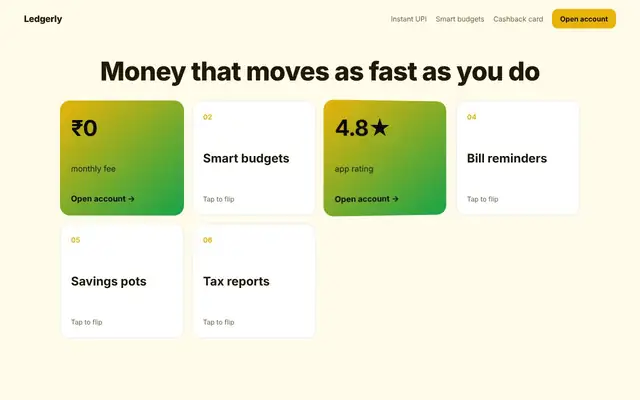 Ledgerly
Instant UPI
Smart budgets
Cashback card
Open account
Money that moves as fast as you do
₹0
monthly fee
Open account →
02
Smart budgets
Tap to flip
4.8★
app rating
Open account →
04
Bill reminders
Tap to flip
05
Savings pots
Tap to flip
06
Tax reports
Tap to flip